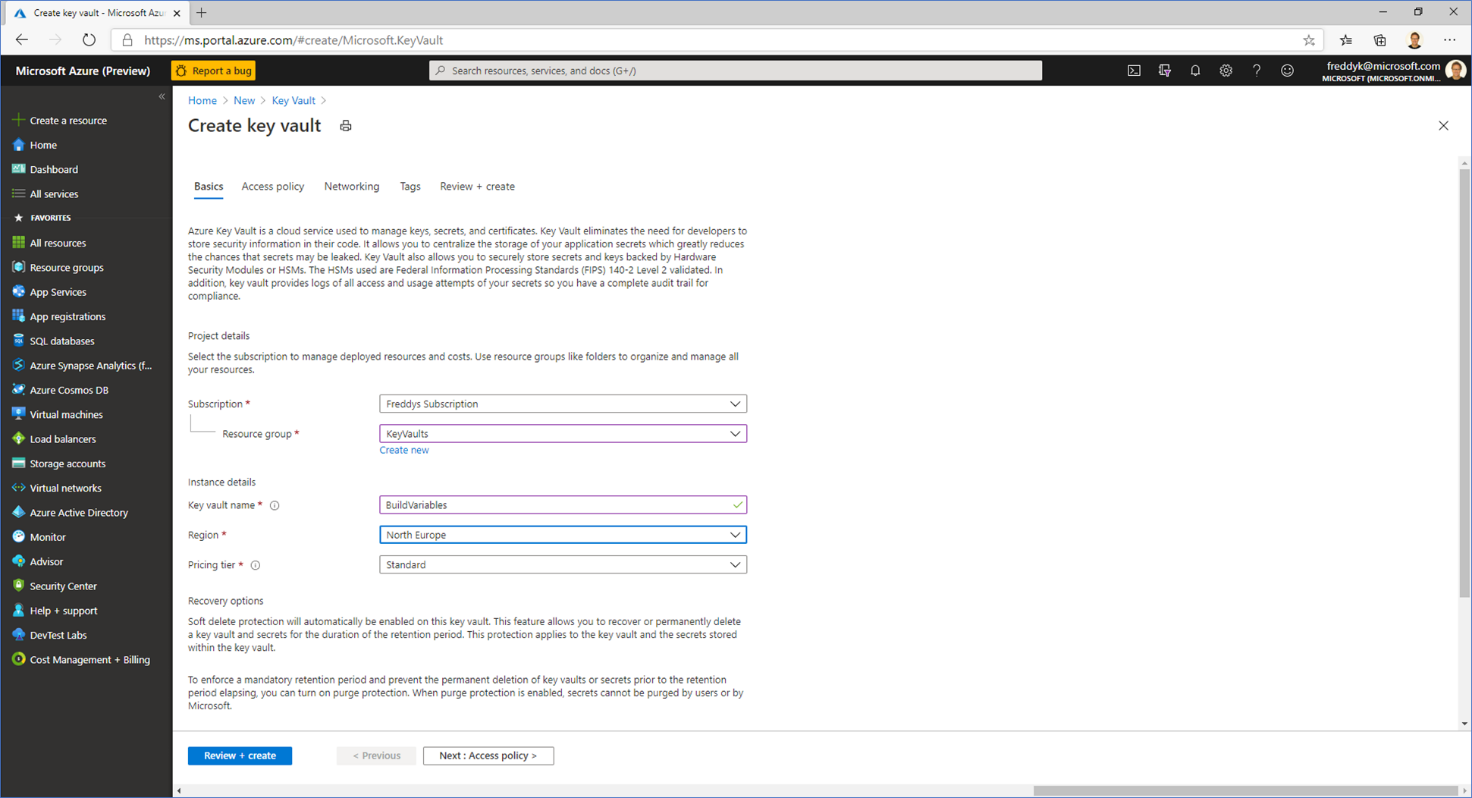 Create key vault - Microsoft Azur
https://ms.portal.azure.com/#create/Microsoft.KeyVault
Microsoft Azure (Preview)
Report a bug
Search resources, services, and docs (G+/)
freddyk@microsoft.com
MICROSOFT (MICROSOFT.ONMI...
Create a resource
Home
Dashboard
All services
FAVORITES
All resources
Resource groups
App Services
App registrations
SQL databases
Azure Synapse Analytics (f...
Azure Cosmos DB
Virtual machines
Load balancers
Storage accounts
Virtual networks
Azure Active Directory
Monitor
Advisor
Security Center
Help + support
DevTest Labs
Cost Management + Billing
Home > New > Key Vault >
Create key vault
Basics Access policy Networking Tags Review + create
Azure Key Vault is a cloud service used to manage keys, secrets, and certificates. Key Vault eliminates the need for developers to
store security information in their code. It allows you to centralize the storage of your application secrets which greatly reduces
the chances that secrets may be leaked. Key Vault also allows you to securely store secrets and keys backed by Hardware
Security Modules or HSMs. The HSMs used are Federal Information Processing Standards (FIPS) 140-2 Level 2 validated. In
addition, key vault provides logs of all access and usage attempts of your secrets so you have a complete audit trail for
compliance.
Project details
Select the subscription to manage deployed resources and costs. Use resource groups like folders to organize and manage all
your resources.
Subscription * Freddys Subscription
Resource group * KeyVaults
Create new
Instance details
Key vault name * BuildVariables
Region * North Europe
Pricing tier * Standard
Recovery options
Soft delete protection will automatically be enabled on this key vault. This feature allows you to recover or permanently delete
a key vault and secrets for the duration of the retention period. This protection applies to the key vault and the secrets stored
within the key vault.
To enforce a mandatory retention period and prevent the permanent deletion of key vaults or secrets prior to the retention
period elapsing, you can turn on purge protection. When purge protection is enabled, secrets cannot be purged by users or by
Microsoft.
Review + create < Previous Next : Access policy >